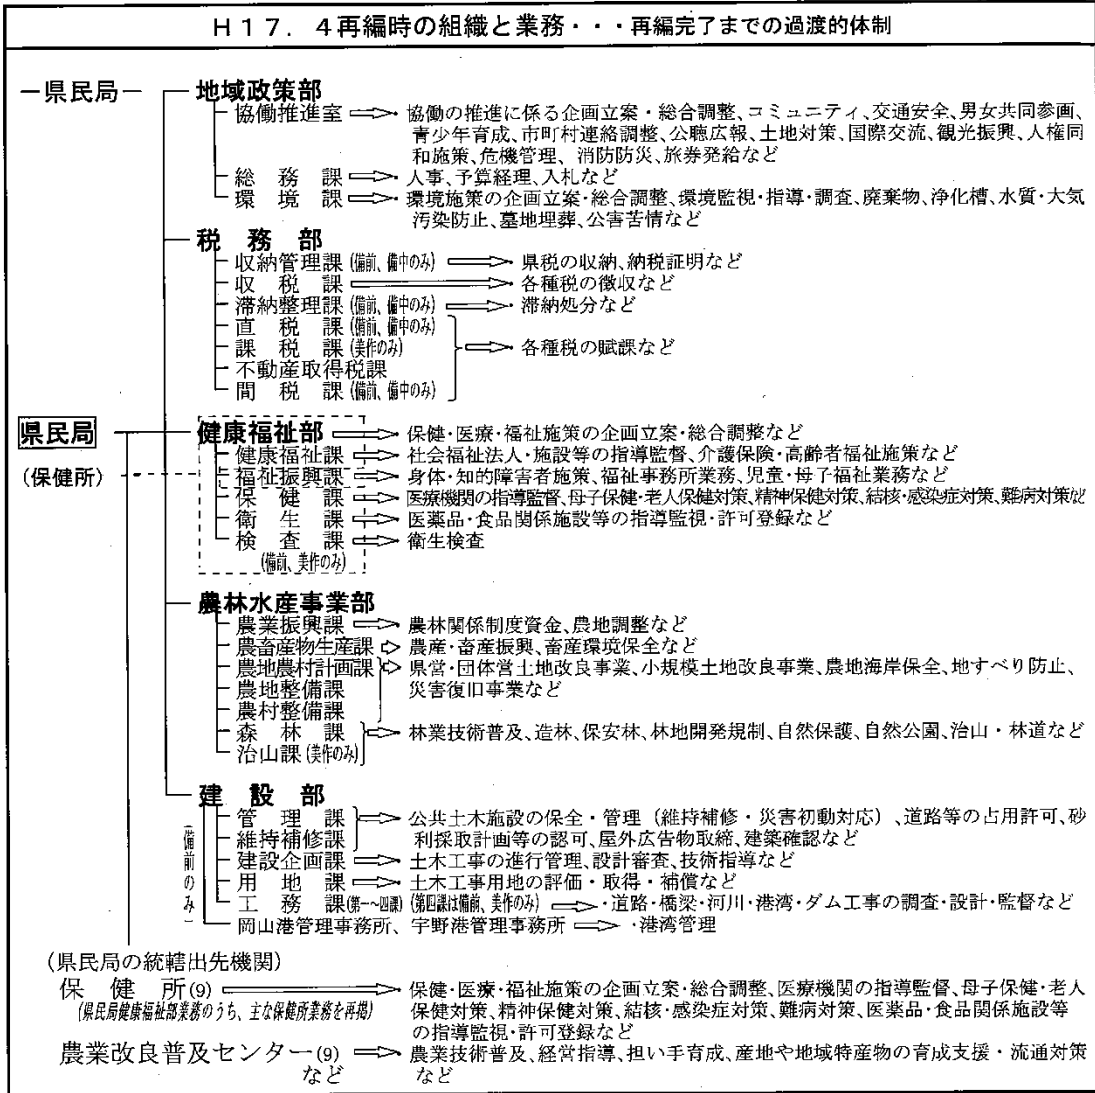 H17.4再編時の組織と業務・・・再編完了までの過渡的体制
－県民局－
地域政策部
協働推進室 ⇒ ・協働の推進に係る企画立案・総合調整、コミュニティ、交通安全、男女共同参画、
青少年育成、市町村連絡調整、公聴広報、土地対策、国際交流、観光振興、人権同
和施策、危機管理、消防防災、旅券発給など
総務課 ⇒ ・人事、予算経理、入札など
環境課 ⇒ ・環境施策の企画立案・総合調整、環境監視・指導・調査、廃棄物、浄化槽、水質・大気
汚染防止、墓地埋葬、公害苦情など
税務部
収納管理課(備前、備中のみ) ⇒ ・県税の収納、納税証明など
収税課 ⇒ ・各種税の徴収など
滞納整理課(備前、備中のみ) ⇒ ・滞納処分など
直税課(備前、備中のみ)
課税課(美作のみ) ⇒ ・各種税の賦課など
不動産取得税課
間税課(備前、備中のみ)
県民局
(保健所)
健康福祉部 ⇒ ・保健・医療・福祉施策の企画立案・総合調整など
健康福祉課 ⇒ ・社会福祉法人・施設等の指導監督、介護保険・高齢者福祉施策など
福祉振興課 ⇒ ・身体・知的障害者施策、福祉事務所業務、児童・母子福祉業務など
保健課 ⇒ 医療機関の指導監督、母子保健・老人保健対策、精神保健対策、結核・感染症対策、難病対策など
衛生課 ⇒ ・医薬品・食品関係施設等の指導監視・許可登録など
検査課 ⇒ ・衛生検査
(備前、美作のみ)
農林水産事業部
農業振興課 ⇒ ・農林関係制度資金、農地調整など
農畜産物生産課 ⇒ ・農産・畜産振興、畜産環境保全など
農地農村計画課 ⇒ ・県営・団体営土地改良事業、小規模土地改良事業、農地海岸保全、地すべり防止、
農地整備課 災害復旧事業など
農村整備課
森林課 ⇒ ・林業技術普及、造林、保安林、林地開発規制、自然保護、自然公園、治山・林道など
治山課(美作のみ)
建設部
管理課 ⇒ ・公共土木施設の保全・管理（維持補修・災害初動対応）、道路等の占用許可、砂
維持補修課 利採取計画等の認可、屋外広告物取締、建築確認など
建設企画課 ⇒ ・土木工事の進行管理、設計審査、技術指導など
用地課 ⇒ ・土木工事用地の評価・取得・補償など
工務課(第一～四課)(第四課は備前、美作のみ) ⇒ ・道路・橋梁・河川・港湾・ダム工事の調査・設計・監督など
(備前のみ)
岡山港管理事務所、宇野港管理事務所 ⇒ ・港湾管理
(県民局の統轄出先機関)
保健所(9) ⇒ ・保健・医療・福祉施策の企画立案・総合調整、医療機関の指導監督、母子保健・老人
(県民局健康福祉部業務のうち、主な保健所業務を再掲) 保健対策、精神保健対策、結核・感染症対策、難病対策、医薬品・食品関係施設等
の指導監視・許可登録など
農業改良普及センター(9) ⇒ ・農業技術普及、経営指導、担い手育成、産地や地域特産物の育成支援・流通対策
など など